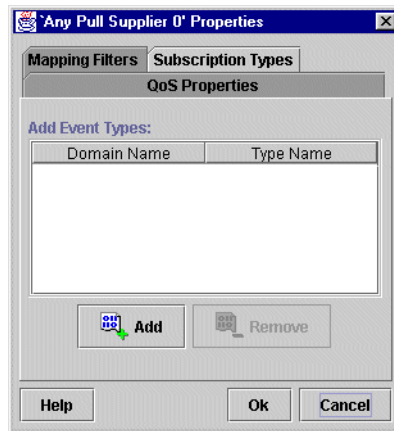 'Any Pull Supplier 0' Properties
Mapping Filters Subscription Types
QoS Properties
Add Event Types:
Domain Name Type Name
Add Remove
Help Ok Cancel